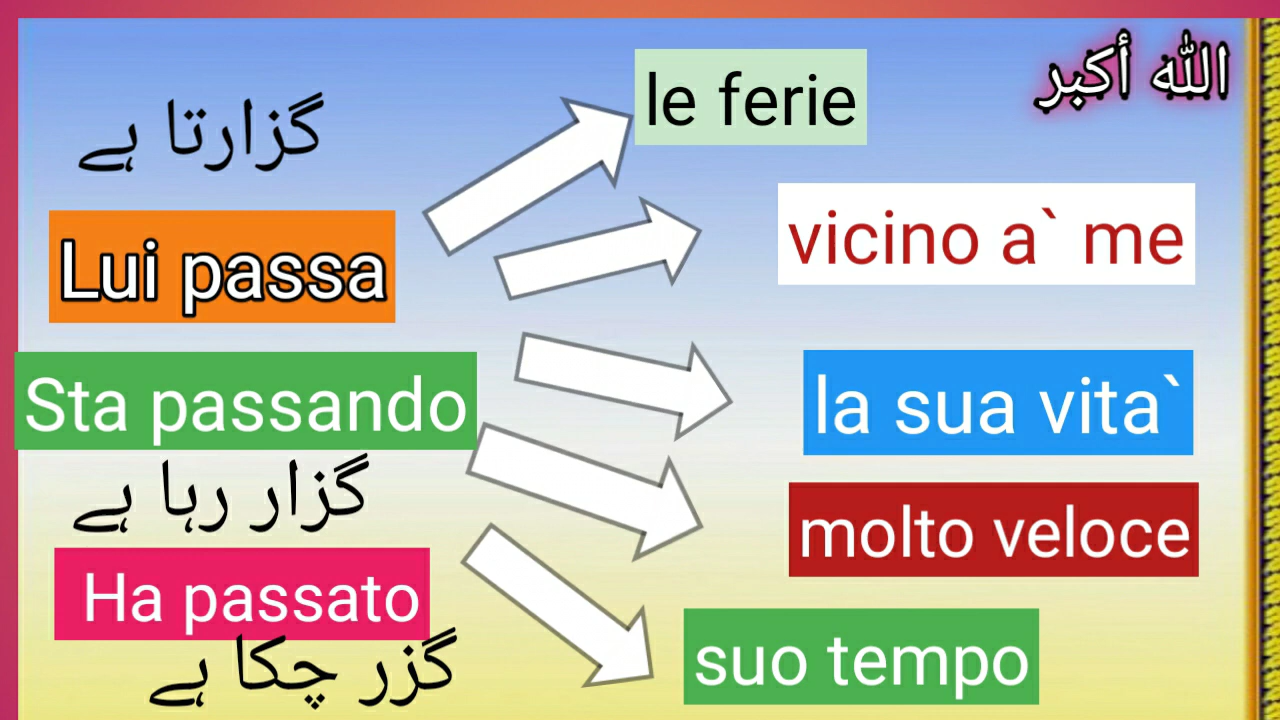 الله أكبر
گزارتا ہے
Lui passa
Sta passando
گزار رہا ہے
Ha passato
گزر چکا ہے
le ferie
vicino a` me
la sua vita`
molto veloce
suo tempo